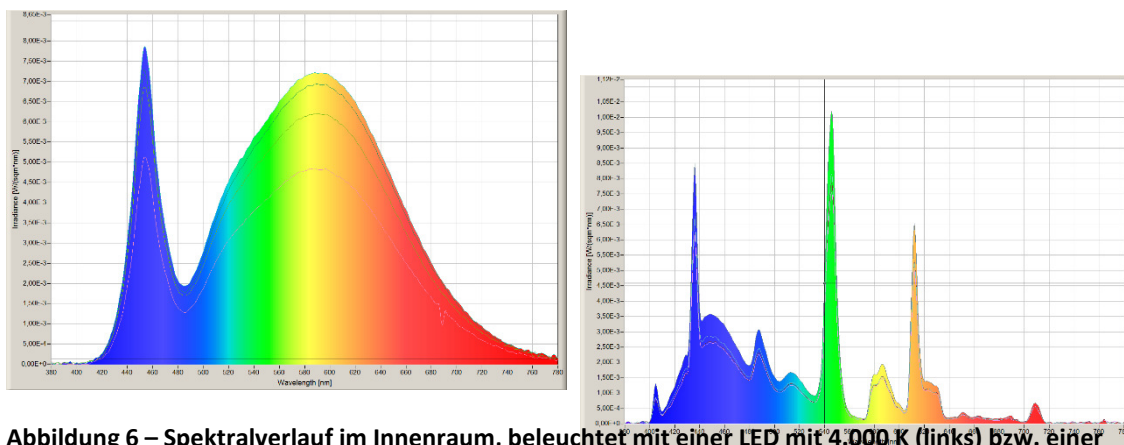 8,60E-3
8,00E-3
7,50E-3
7,00E-3
6,50E-3
6,00E-3
5,50E-3
5,00E-3
4,50E-3
4,00E-3
3,50E-3
3,00E-3
2,50E-3
2,00E-3
1,50E-3
1,00E-3
5,00E-4
0,00E+0
Irradiance [W/(sqm*nm)]
380 400 420 440 460 480 500 520 540 560 580 600 620 640 660 680 700 720 740 760 780
Wavelength [nm]
1,12E-2
1,05E-2
1,00E-2
9,50E-3
9,00E-3
8,50E-3
8,00E-3
7,50E-3
7,00E-3
6,50E-3
6,00E-3
5,50E-3
5,00E-3
4,50E-3
4,00E-3
3,50E-3
3,00E-3
2,50E-3
2,00E-3
1,50E-3
1,00E-3
5,00E-4
Irradiance [W/(sqm*nm)]
Abbildung 6 – Spektralverlauf im Innenraum, beleuchtet mit einer LED mit K (links) bzw. einer